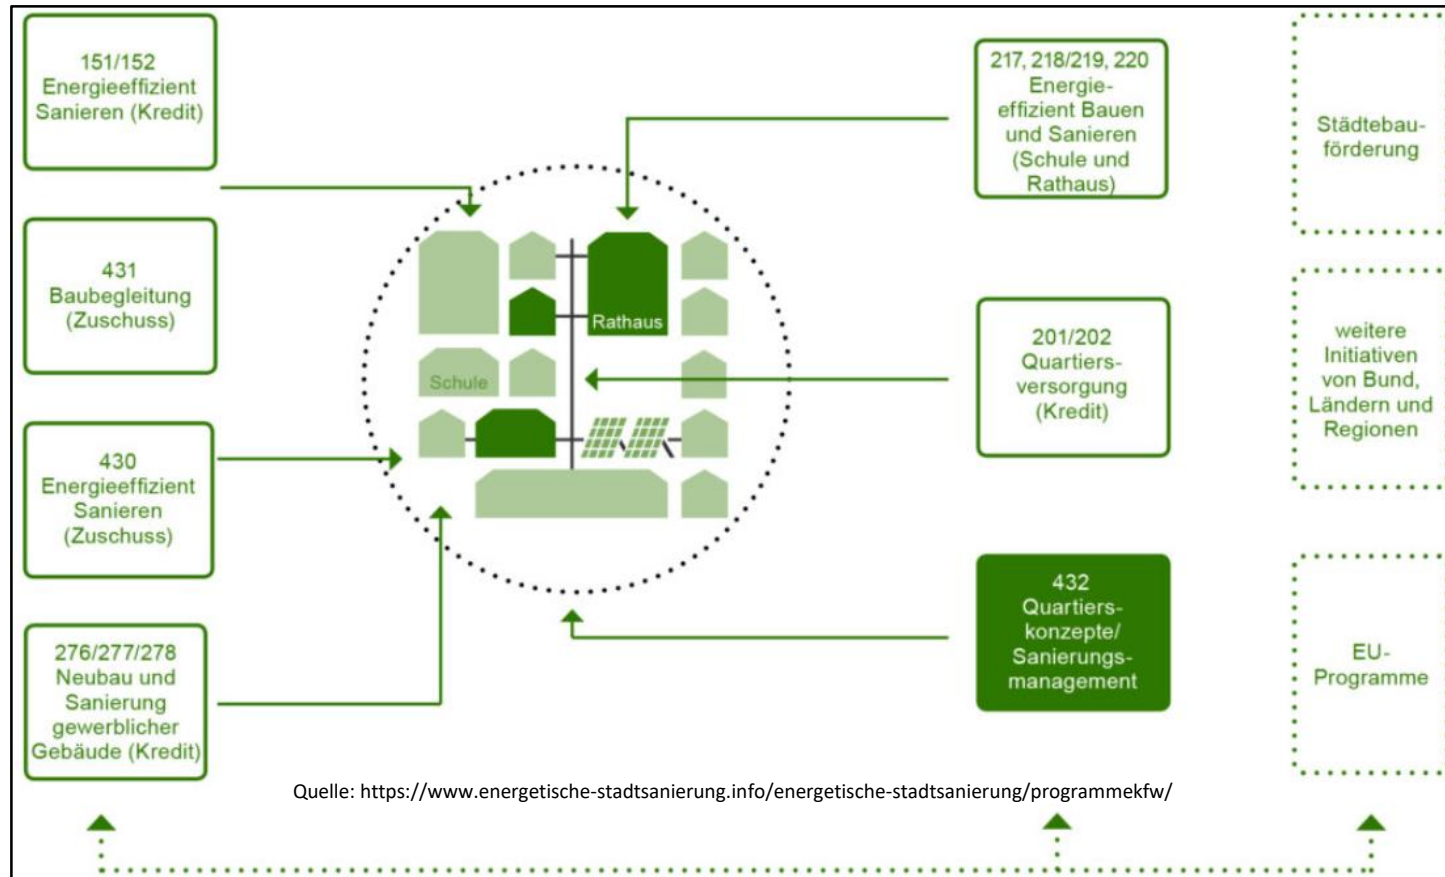 151/152
Energieeffizient
Sanieren (Kredit)
431
Baubegleitung
(Zuschuss)
430
Energieeffizient
Sanieren
(Zuschuss)
276/277/278
Neubau und
Sanierung
gewerblicher
Gebäude (Kredit)
Rathaus
Schule
217, 218/219, 220
Energie-
effizient Bauen
und Sanieren
(Schule und
Rathaus)
201/202
Quartiers-
versorgung
(Kredit)
432
Quartiers-
konzepte/
Sanierungs-
management
Städtebau-
förderung
weitere
Initiativen
von Bund,
Ländern und
Regionen
EU-
Programme
Quelle: https://www.energetische-stadtsanierung.info/energetische-stadtsanierung/programmekfw/